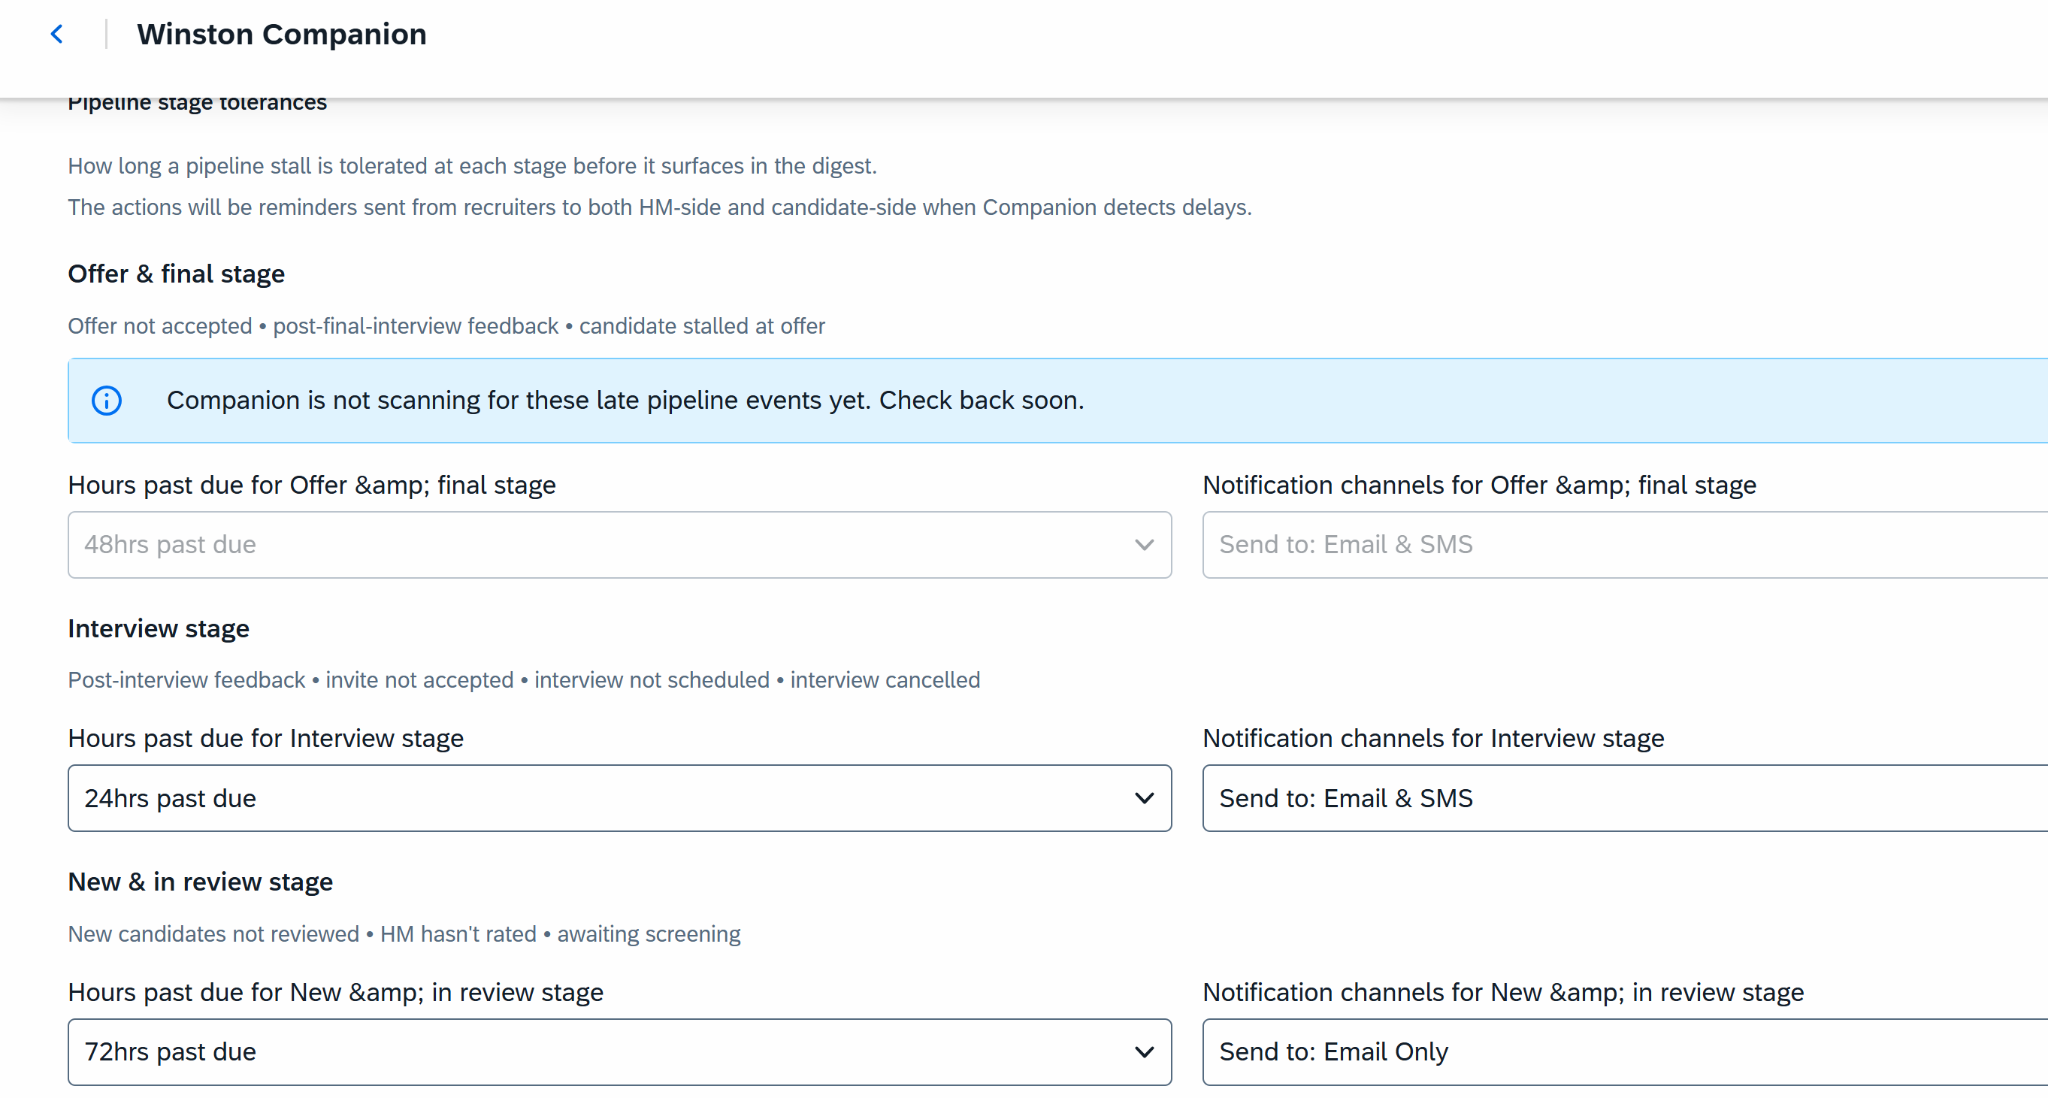 Winston Companion
Pipeline stage tolerances
How long a pipeline stall is tolerated at each stage before it surfaces in the digest.
The actions will be reminders sent from recruiters to both HM-side and candidate-side when Companion detects delays.
Offer & final stage
Offer not accepted • post-final-interview feedback • candidate stalled at offer
Companion is not scanning for these late pipeline events yet. Check back soon.
Hours past due for Offer &amp; final stage
Notification channels for Offer &amp; final stage
48hrs past due
Send to: Email & SMS
Interview stage
Post-interview feedback • invite not accepted • interview not scheduled • interview cancelled
Hours past due for Interview stage
Notification channels for Interview stage
24hrs past due
Send to: Email & SMS
New & in review stage
New candidates not reviewed • HM hasn't rated • awaiting screening
Hours past due for New &amp; in review stage
Notification channels for New &amp; in review stage
72hrs past due
Send to: Email Only